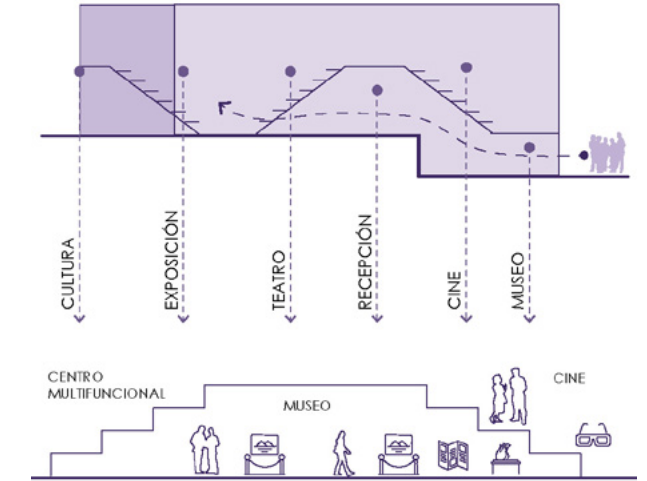 CULTURA
EXPOSICIÓN
TEATRO
RECEPCIÓN
CINE
MUSEO
CENTRO
MULTIFUNCIONAL
MUSEO
CINE